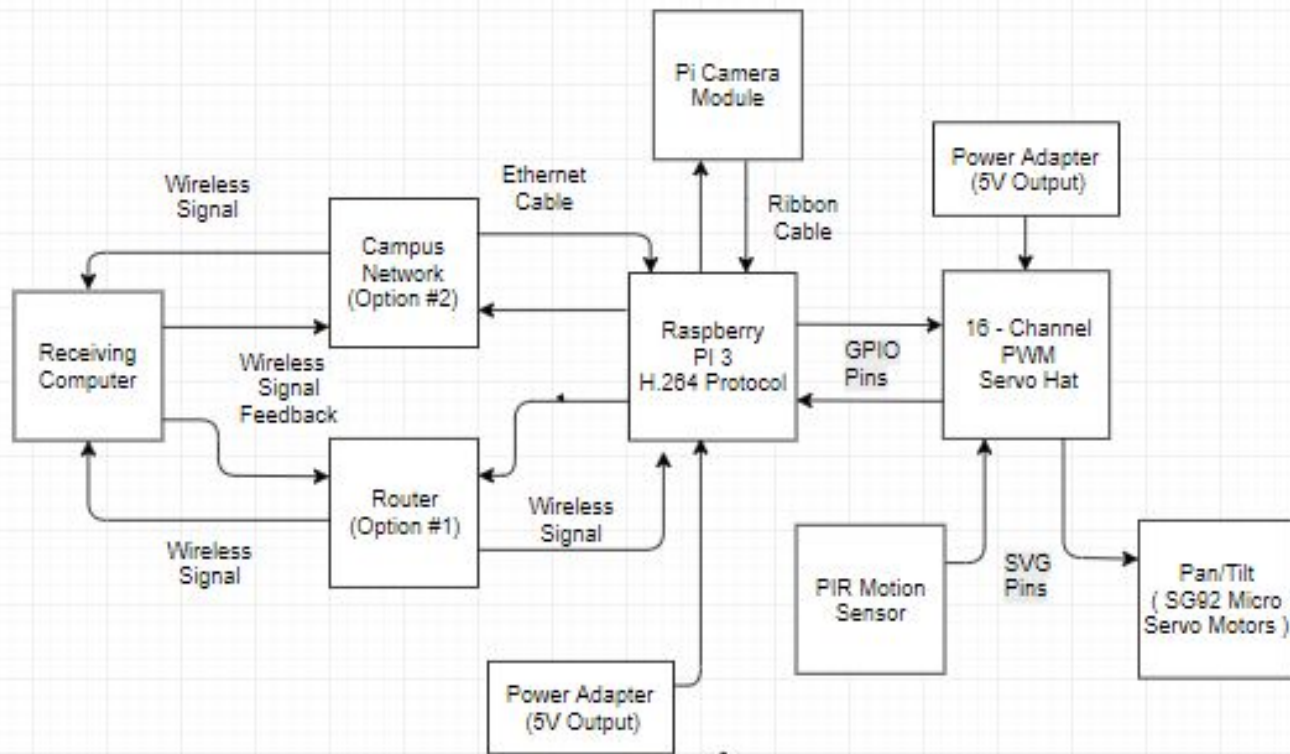 Pi Camera
Module
Power Adapter
(5V Output)
Wireless
Signal
Ethernet
Cable
Ribbon
Cable
Campus
Network
(Option #2)
Receiving
Computer
Raspberry
PI 3
H.264 Protocol
GPIO
Pins
16 - Channel
PWM
Servo Hat
Wireless
Signal
Feedback
Router
(Option #1)
Wireless
Signal
Wireless
Signal
PIR Motion
Sensor
SVG
Pins
Pan/Tilt
( SG92 Micro
Servo Motors )
Power Adapter
(5V Output)